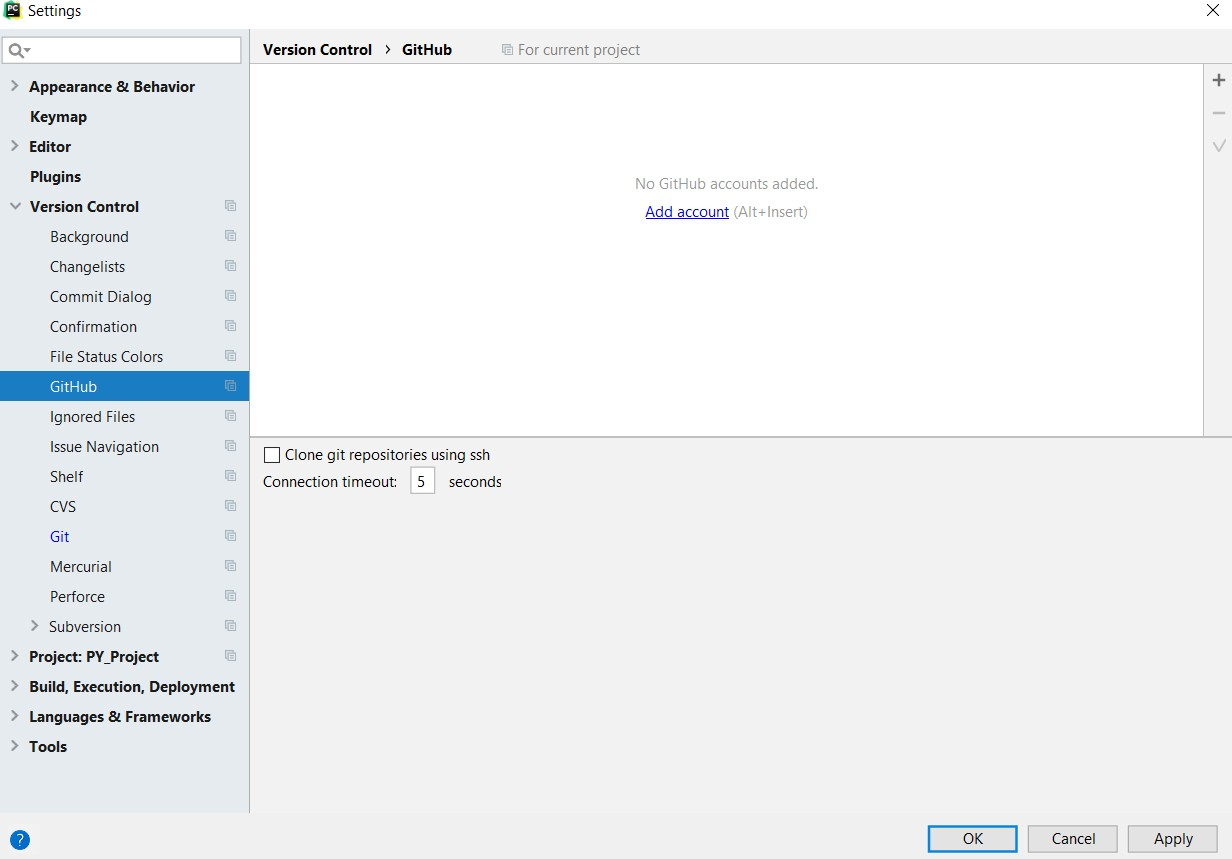 PC Settings
Version Control › GitHub For current project
Appearance & Behavior
Keymap
Editor
Plugins
Version Control
Background
Changelists
Commit Dialog
Confirmation
File Status Colors
GitHub
Ignored Files
Issue Navigation
Shelf
CVS
Git
Mercurial
Perforce
Subversion
Project: PY_Project
Build, Execution, Deployment
Languages & Frameworks
Tools
No GitHub accounts added.
Add account (Alt+Insert)
Clone git repositories using ssh
Connection timeout: 5 seconds
?
OK Cancel Apply